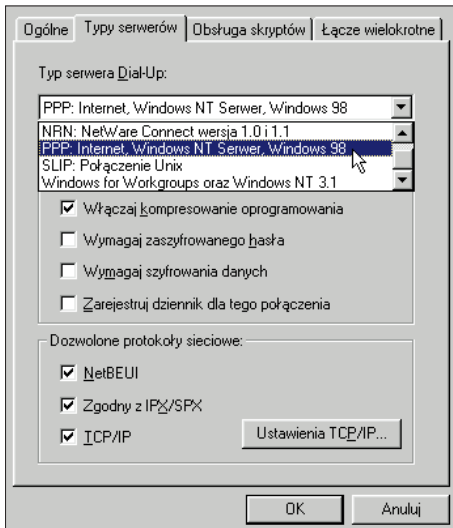 Ogólne Typy serwerów Obsługa skryptów Łącze wielokrotne
Typ serwera Dial-Up:
PPP: Internet, Windows NT Serwer, Windows 98
NRN: NetWare Connect wersja 1.0 i 1.1
PPP: Internet, Windows NT Serwer, Windows 98
SLIP: Połączenie Unix
Windows for Workgroups oraz Windows NT 3.1
Włączaj kompresowanie oprogramowania
Wymagaj zaszyfrowanego hasła
Wymagaj szyfrowania danych
Zarejestruj dziennik dla tego połączenia
Dozwolone protokoły sieciowe:
NetBEUI
Zgodny z IPX/SPX
TCP/IP Ustawienia TCP/IP...
OK Anuluj